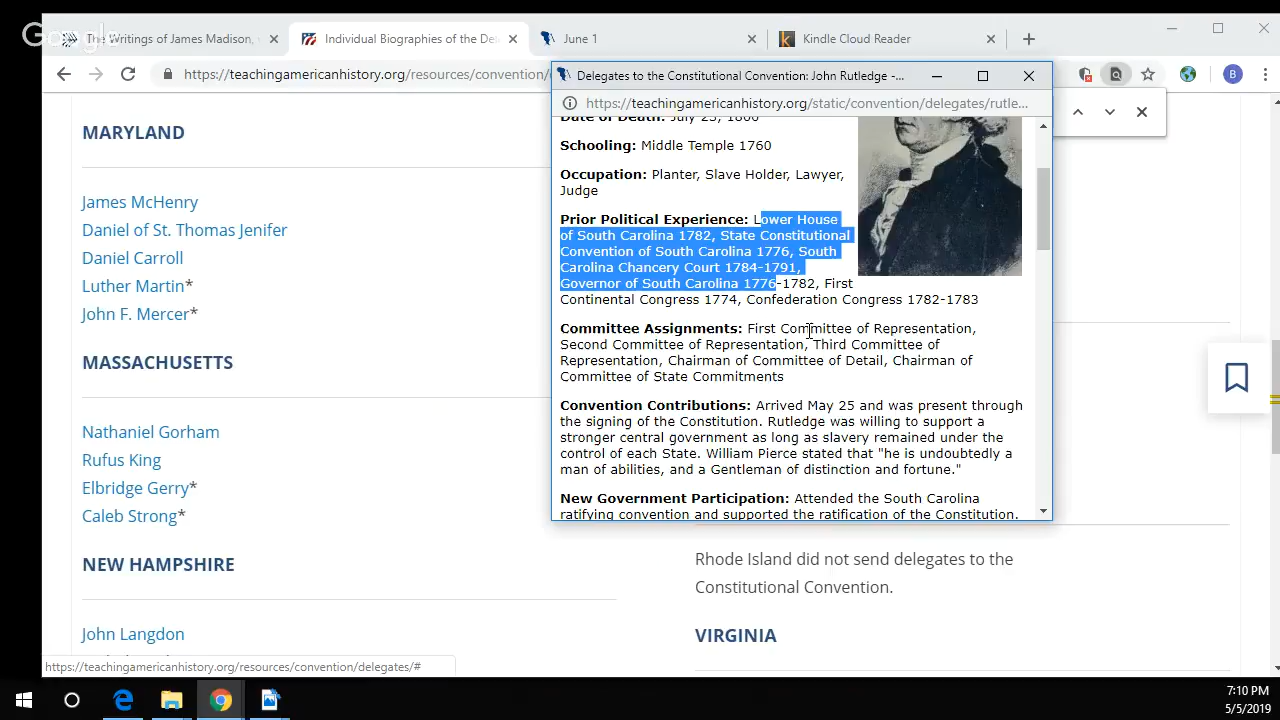 Google
The Writings of James Madison,
Individual Biographies of the De
June 1
Kindle Cloud Reader
https://teachingamericanhistory.org/resources/convention/
B
Delegates to the Constitutional Convention: John Rutledge -...
https://teachingamericanhistory.org/static/convention/delegates/rutle...
Date of Death: July 23, 1800
Schooling: Middle Temple 1760
Occupation: Planter, Slave Holder, Lawyer,
Judge
Prior Political Experience: Lower House
of South Carolina 1782, State Constitutional
Convention of South Carolina 1776, South
Carolina Chancery Court 1784-1791,
Governor of South Carolina 1776-1782, First
Continental Congress 1774, Confederation Congress 1782-1783
Committee Assignments: First Committee of Representation,
Second Committee of Representation, Third Committee of
Representation, Chairman of Committee of Detail, Chairman of
Committee of State Commitments
Convention Contributions: Arrived May 25 and was present through
the signing of the Constitution. Rutledge was willing to support a
stronger central government as long as slavery remained under the
control of each State. William Pierce stated that "he is undoubtedly a
man of abilities, and a Gentleman of distinction and fortune."
New Government Participation: Attended the South Carolina
ratifying convention and supported the ratification of the Constitution.
MARYLAND
James McHenry
Daniel of St. Thomas Jenifer
Daniel Carroll
Luther Martin*
John F. Mercer*
MASSACHUSETTS
Nathaniel Gorham
Rufus King
Elbridge Gerry*
Caleb Strong*
NEW HAMPSHIRE
John Langdon
Rhode Island did not send delegates to the
Constitutional Convention.
VIRGINIA
https://teachingamericanhistory.org/resources/convention/delegates/#
7:10 PM
5/5/2019